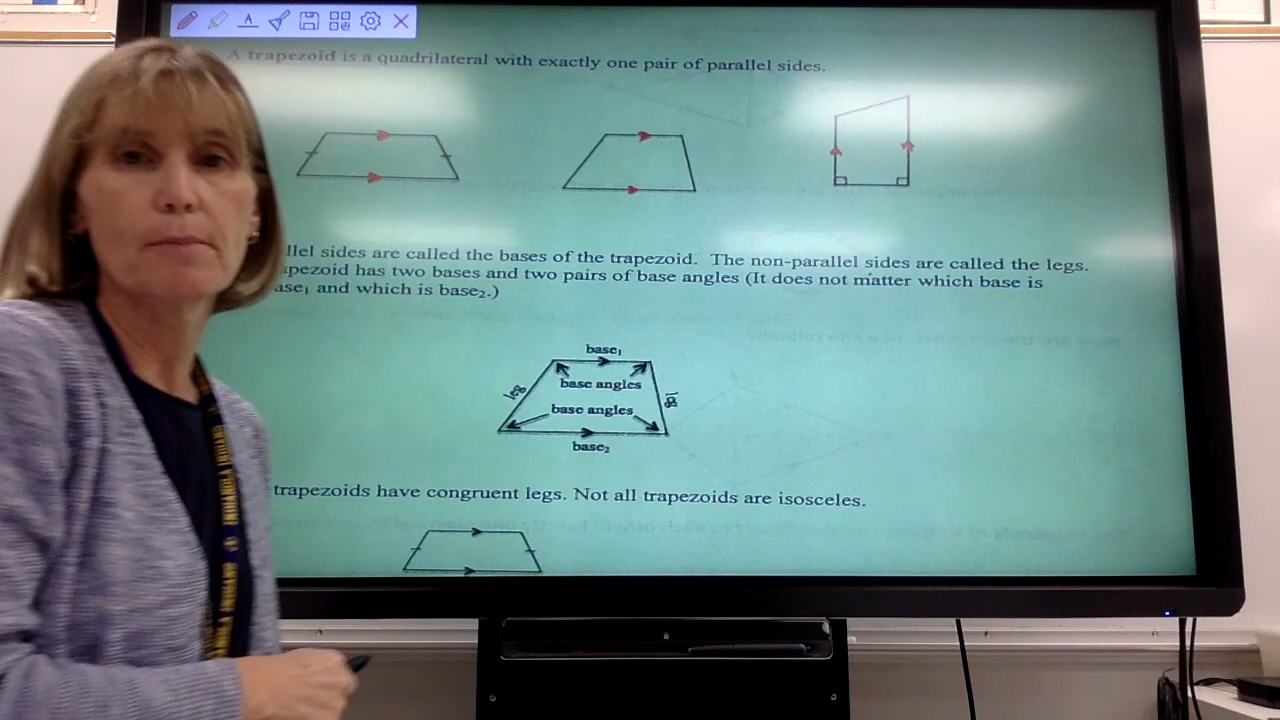 A trapezoid is a quadrilateral with exactly one pair of parallel sides.
sides are called the bases of the trapezoid. The non-parallel sides are called the legs.
has two bases and two pairs of base angles (It does not matter which base is
and which is base₂.)
base₁
leg
base angles
leg
base angles
base₂
trapezoids have congruent legs. Not all trapezoids are isosceles.